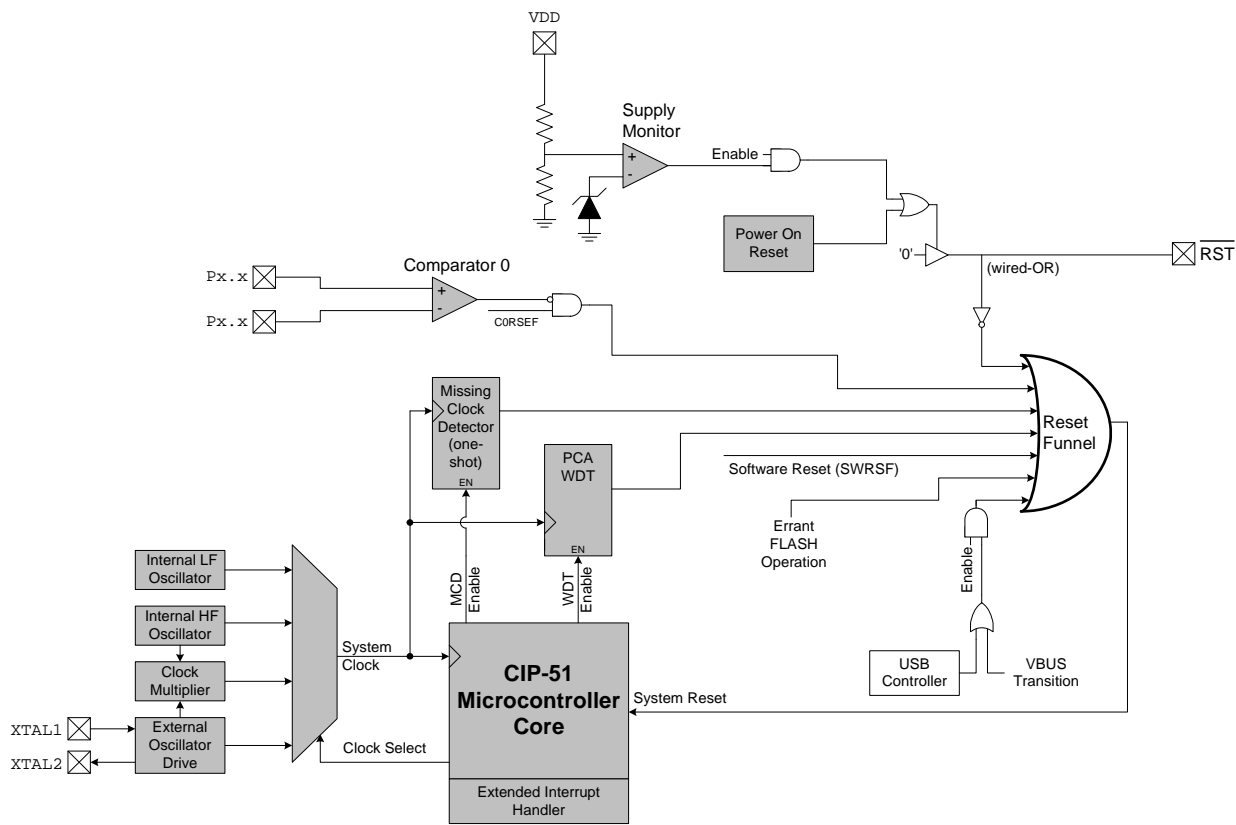 VDD
Supply
Monitor
+
-
Enable
Power On
Reset
'0'
(wired-OR)
RST
Px.x
Px.x
Comparator 0
+
-
C0RSEF
Missing
Clock
Detector
(one-
shot)
EN
PCA
WDT
EN
Software Reset (SWRSF)
Errant
FLASH
Operation
Reset
Funnel
Enable
USB
Controller
VBUS
Transition
Internal LF
Oscillator
Internal HF
Oscillator
Clock
Multiplier
External
Oscillator
Drive
XTAL1
XTAL2
System
Clock
Clock Select
MCD
Enable
WDT
Enable
CIP-51
Microcontroller
Core
System Reset
Extended Interrupt
Handler